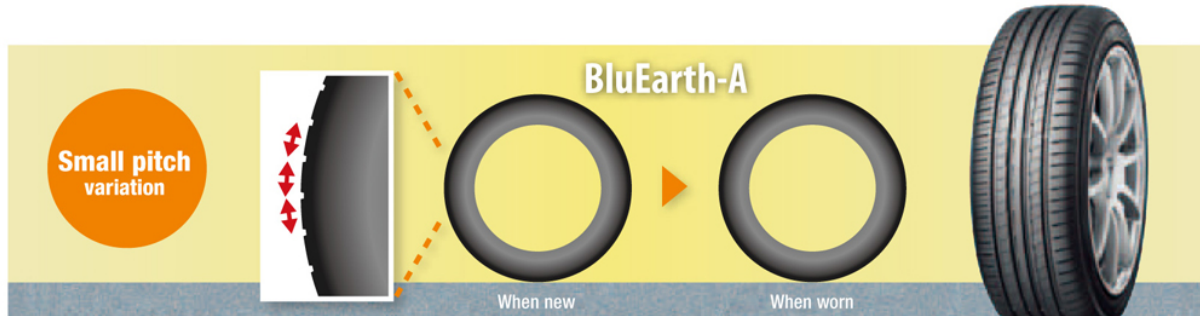 BluEarth-A
Small pitch
variation
When new
When worn